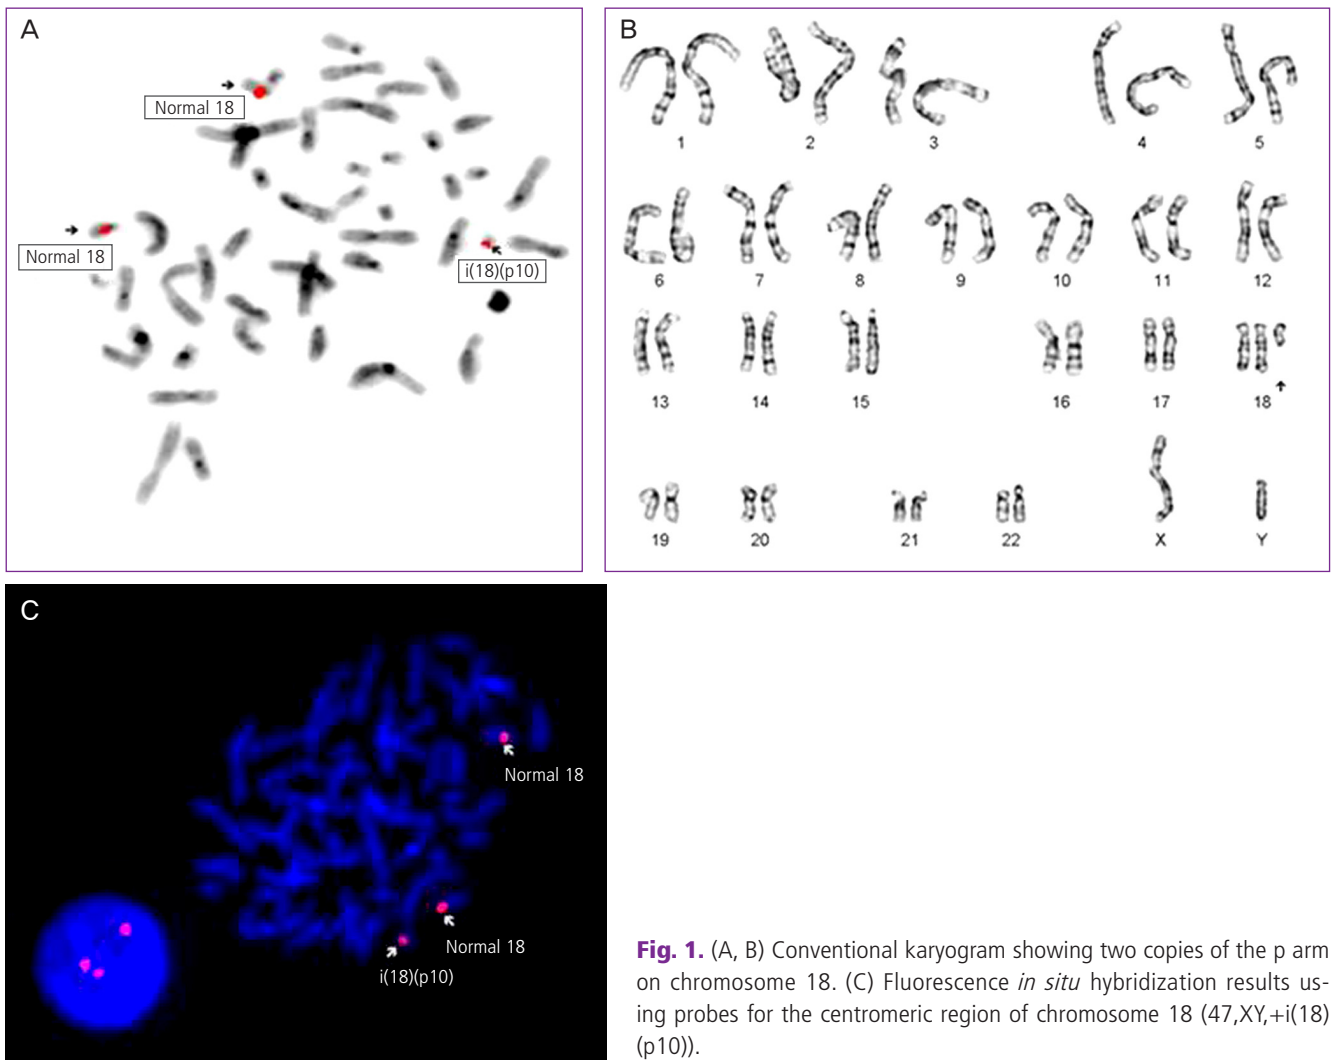 A
Normal 18
Normal 18
i(18)(p10)
B
1 2 3 4 5
6 7 8 9 10 11 12
13 14 15 16 17 18
19 20 21 22 X Y
C
Normal 18
Normal 18
i(18)(p10)
Fig. 1. (A, B) Conventional karyogram showing two copies of the p arm
on chromosome 18. (C) Fluorescence in situ hybridization results us-
ing probes for the centromeric region of chromosome 18 (47,XY,+i(18)
(p10)).